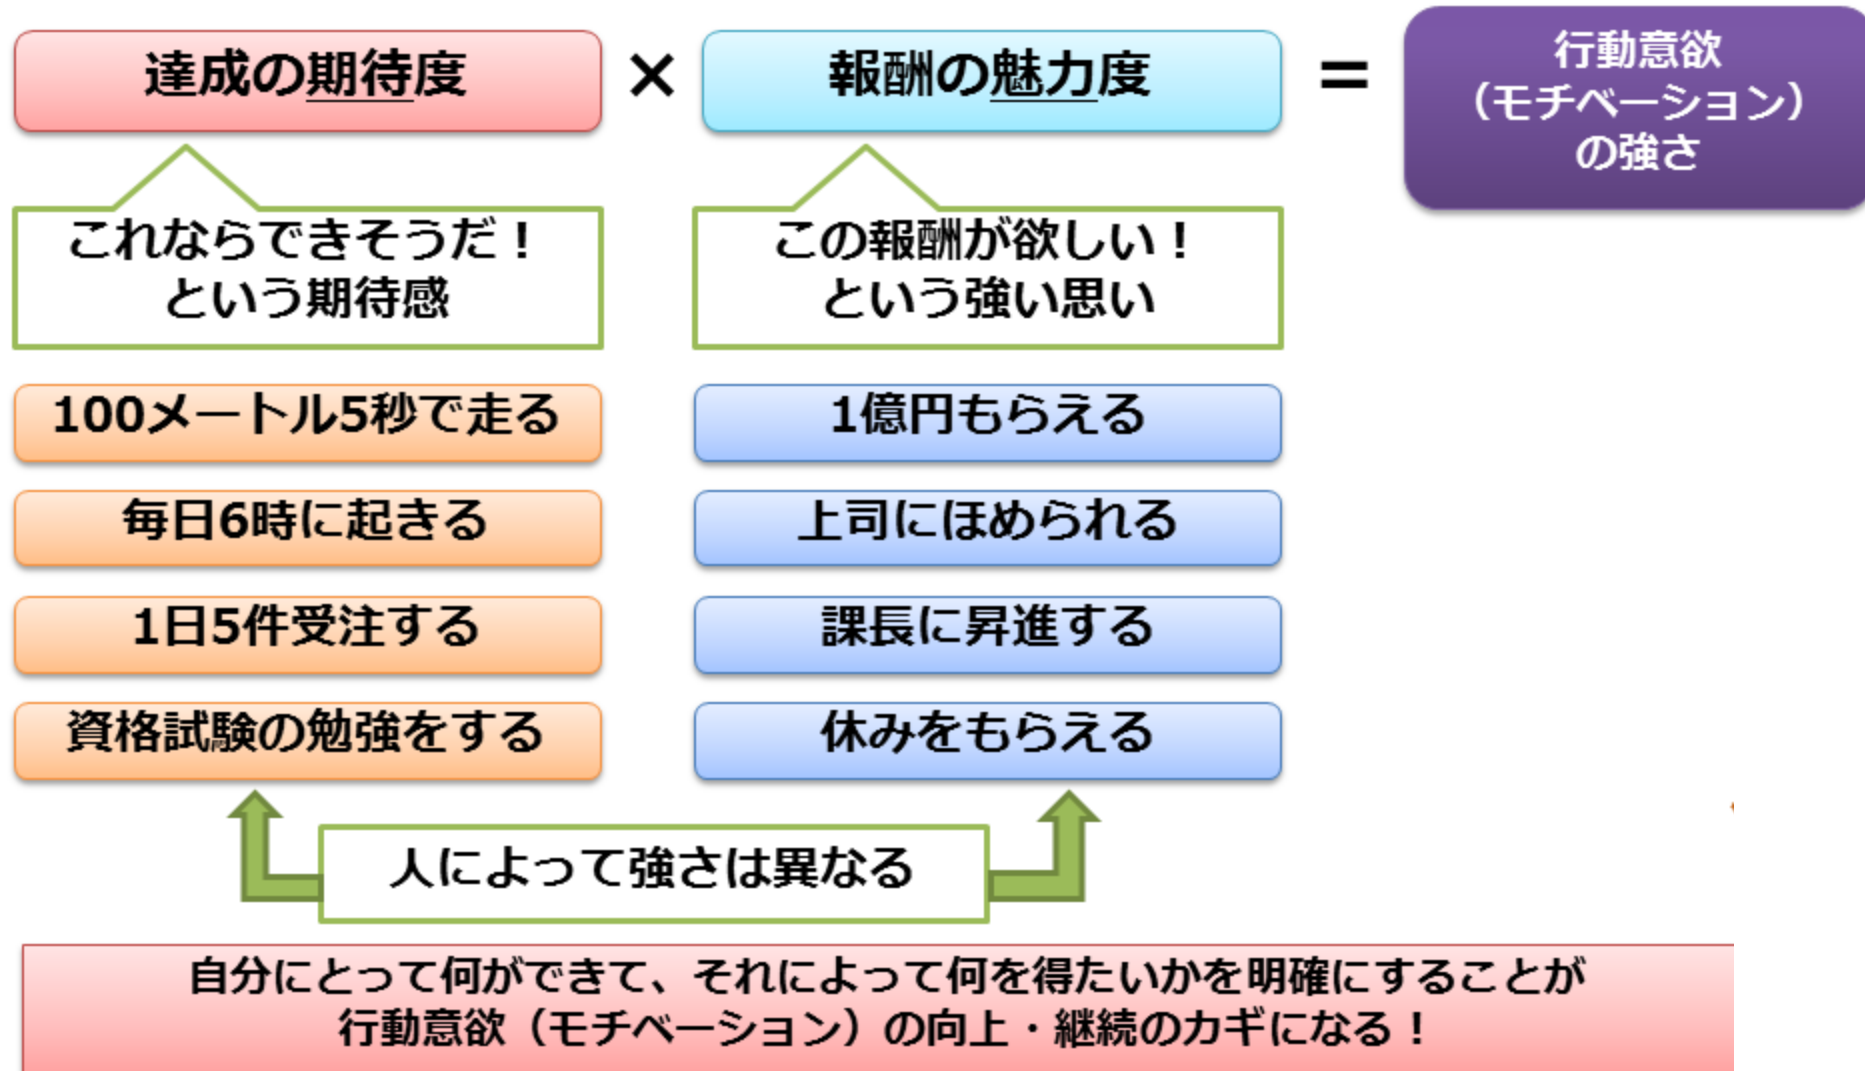 達成の期待度
×
報酬の魅力度
=
行動意欲
（モチベーション）
の強さ
これならできそうだ！
という期待感
この報酬が欲しい！
という強い思い
100メートル5秒で走る
1億円もらえる
毎日6時に起きる
上司にほめられる
1日5件受注する
課長に昇進する
資格試験の勉強をする
休みをもらえる
人によって強さは異なる
自分にとって何ができて、それによって何を得たいかを明確にすることが
行動意欲（モチベーション）の向上・継続のカギになる！